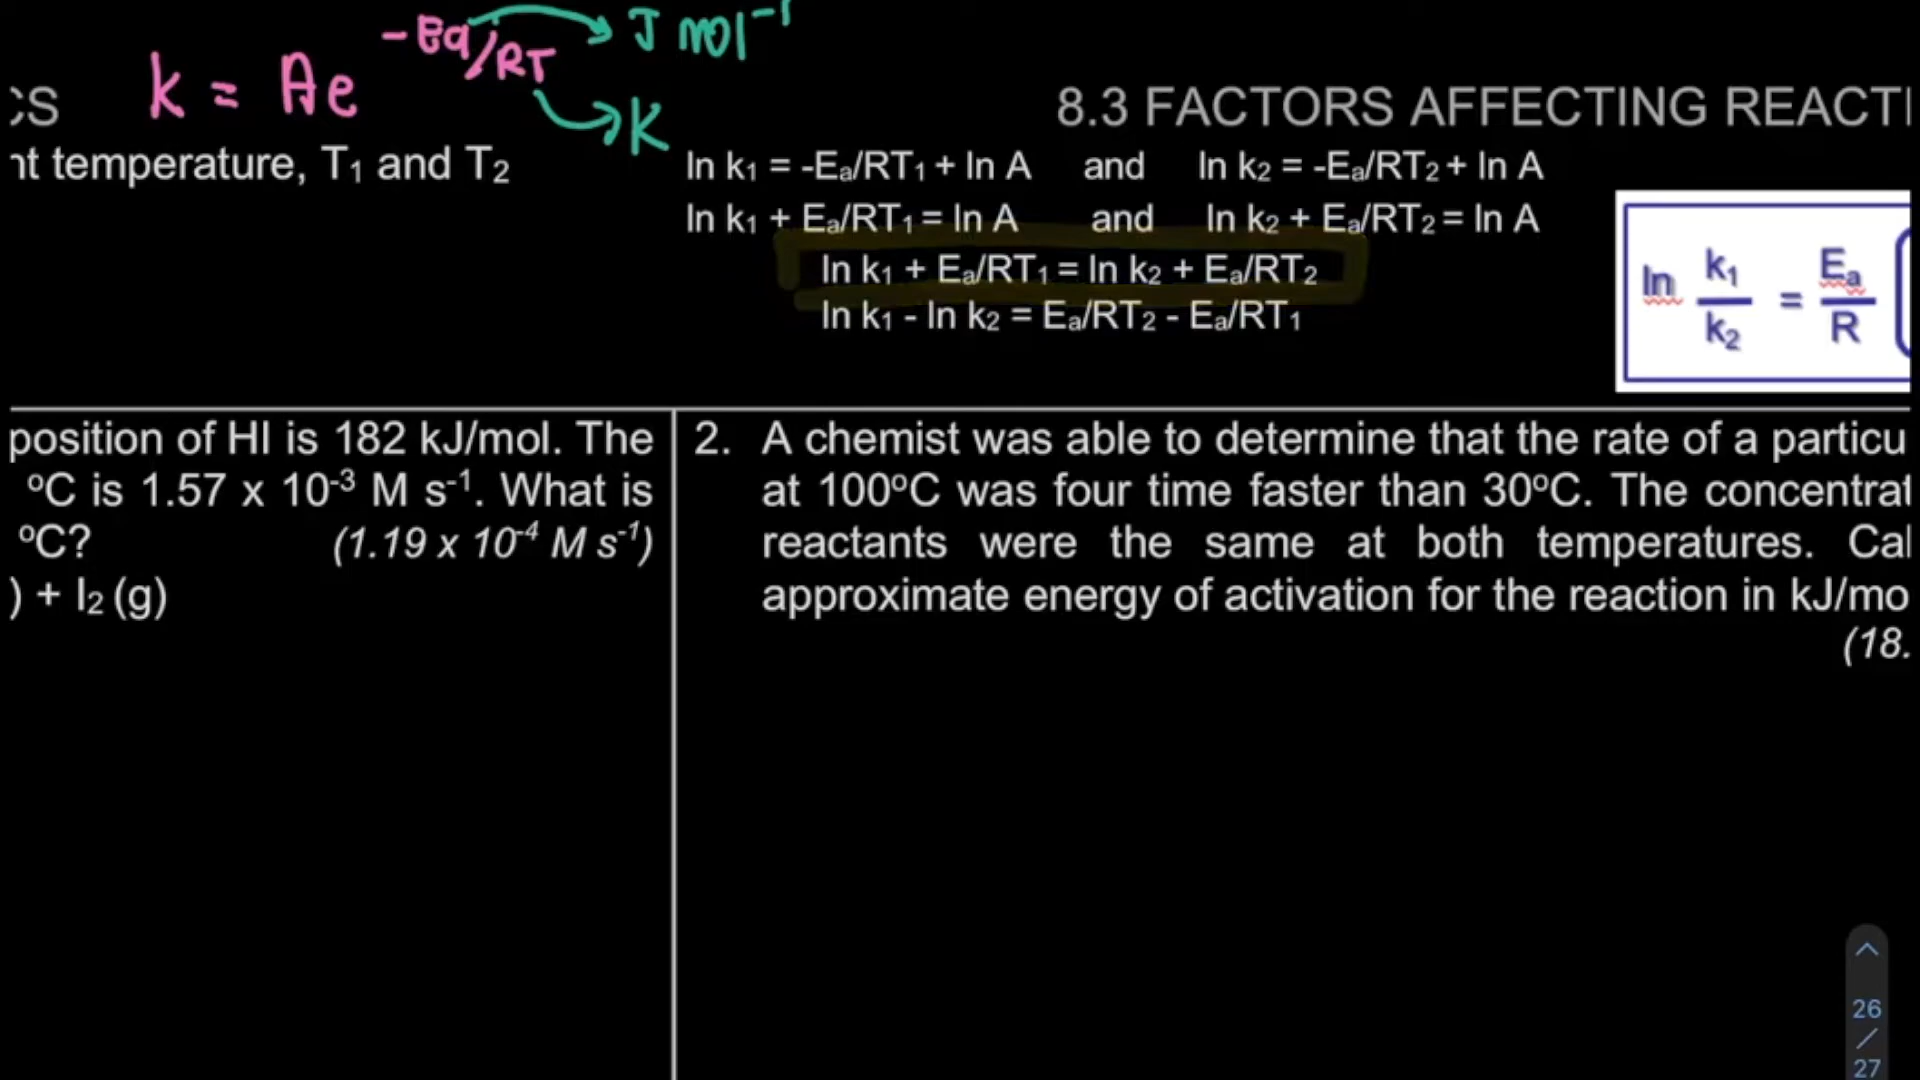 k = Ae -Ea/RT → J mol⁻¹
→ K
CS
8.3 FACTORS AFFECTING REACTI
nt temperature, T₁ and T₂
ln k₁ = -Eₐ/RT₁ + ln A and ln k₂ = -Eₐ/RT₂ + ln A
ln k₁ + Eₐ/RT₁ = ln A and ln k₂ + Eₐ/RT₂ = ln A
ln k₁ + Eₐ/RT₁ = ln k₂ + Eₐ/RT₂
ln k₁ - ln k₂ = Eₐ/RT₂ - Eₐ/RT₁
ln k₁/k₂ = Eₐ/R (
position of HI is 182 kJ/mol. The
ºC is 1.57 x 10⁻³ M s⁻¹. What is
ºC? (1.19 x 10⁻⁴ M s⁻¹)
) + I₂ (g)
2. A chemist was able to determine that the rate of a particu
at 100ºC was four time faster than 30ºC. The concentrat
reactants were the same at both temperatures. Cal
approximate energy of activation for the reaction in kJ/mo
(18.
26
/
27